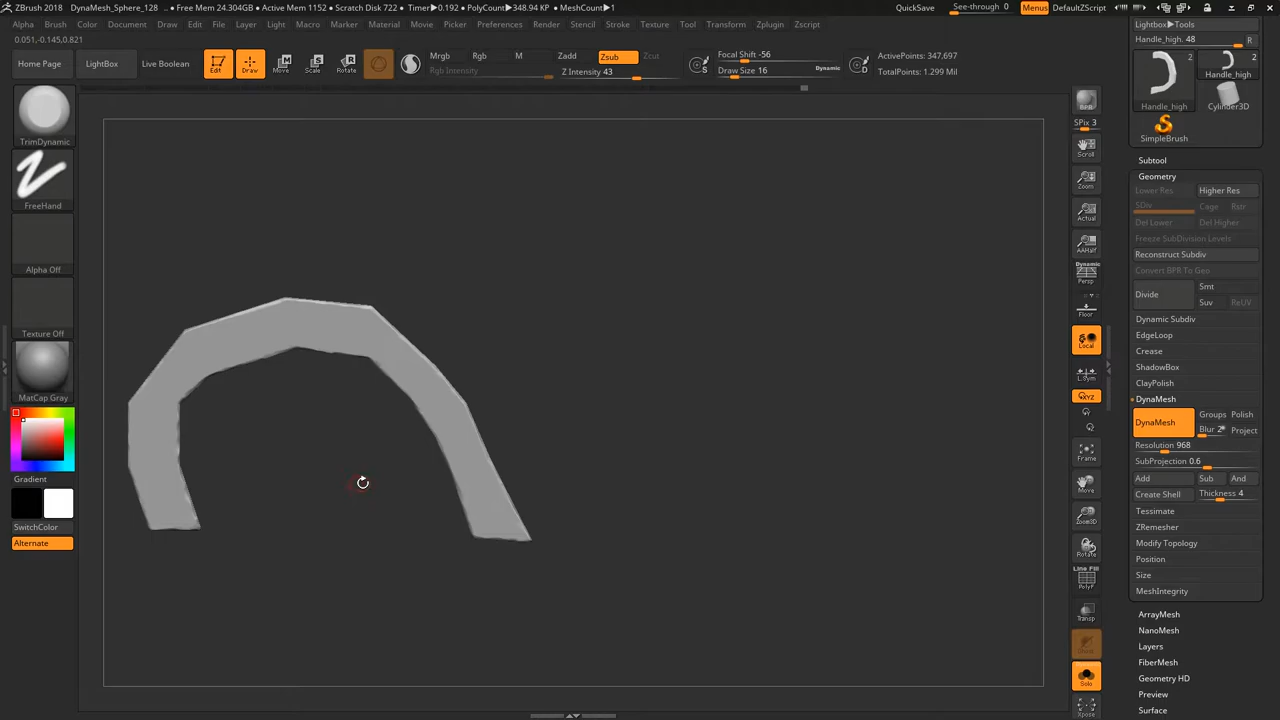 ZBrush 2018 DynaMesh_Sphere_128 .. • Free Mem 24.304GB • Active Mem 1152 • Scratch Disk 722 • Timer▶0.192 • PolyCount▶348.94 KP • MeshCount▶1 QuickSave See-through 0 Menus DefaultZScript
Alpha Brush Color Document Draw Edit File Layer Light Macro Marker Material Movie Picker Preferences Render Stencil Stroke Texture Tool Transform Zplugin Zscript
0.051,-0.145,0.821
Home Page LightBox Live Boolean Edit Draw Move Scale Rotate
Mrgb Rgb M Zadd Zsub Zcut
Rgb Intensity Z Intensity 43
Focal Shift -56
Draw Size 16 Dynamic
S
D
ActivePoints: 347,697
TotalPoints: 1.299 Mil
TrimDynamic
FreeHand
Alpha Off
Texture Off
MatCap Gray
Gradient
SwitchColor
Alternate
BPR
SPix 3
Scroll
Zoom
Actual
AAHalf
Dynamic
Persp
Floor
Local
L.Sym
XYZ
Frame
Move
Zoom3D
Rotate
Line Fill
PolyF
Transp
Solo
Xpose
Lightbox▶Tools
Handle_high. 48 R
2
2
Handle_high
Handle_high
Cylinder3D
SimpleBrush
Subtool
Geometry
Lower Res Higher Res
SDiv Cage Rstr
Del Lower Del Higher
Freeze SubDivision Levels
Reconstruct Subdiv
Convert BPR To Geo
Divide Smt
Suv ReUV
Dynamic Subdiv
EdgeLoop
Crease
ShadowBox
ClayPolish
DynaMesh
DynaMesh Groups Polish
Blur 2 Project
Resolution 968
SubProjection 0.6
Add Sub And
Create Shell Thickness 4
Tessimate
ZRemesher
Modify Topology
Position
Size
MeshIntegrity
ArrayMesh
NanoMesh
Layers
FiberMesh
Geometry HD
Preview
Surface